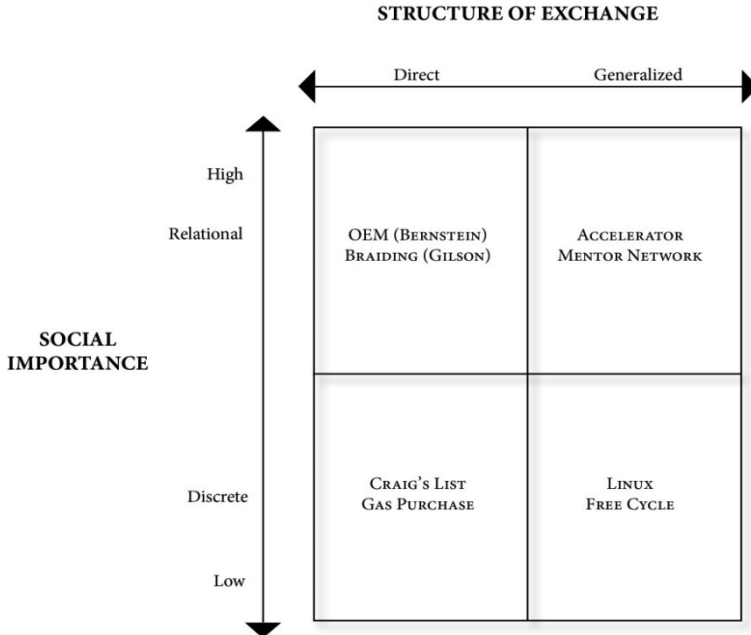 STRUCTURE OF EXCHANGE
Direct
Generalized
High
Relational
OEM (Bernstein)
Braiding (Gilson)
Accelerator
Mentor Network
SOCIAL
IMPORTANCE
Discrete
Craig's List
Gas Purchase
Linux
Free Cycle
Low